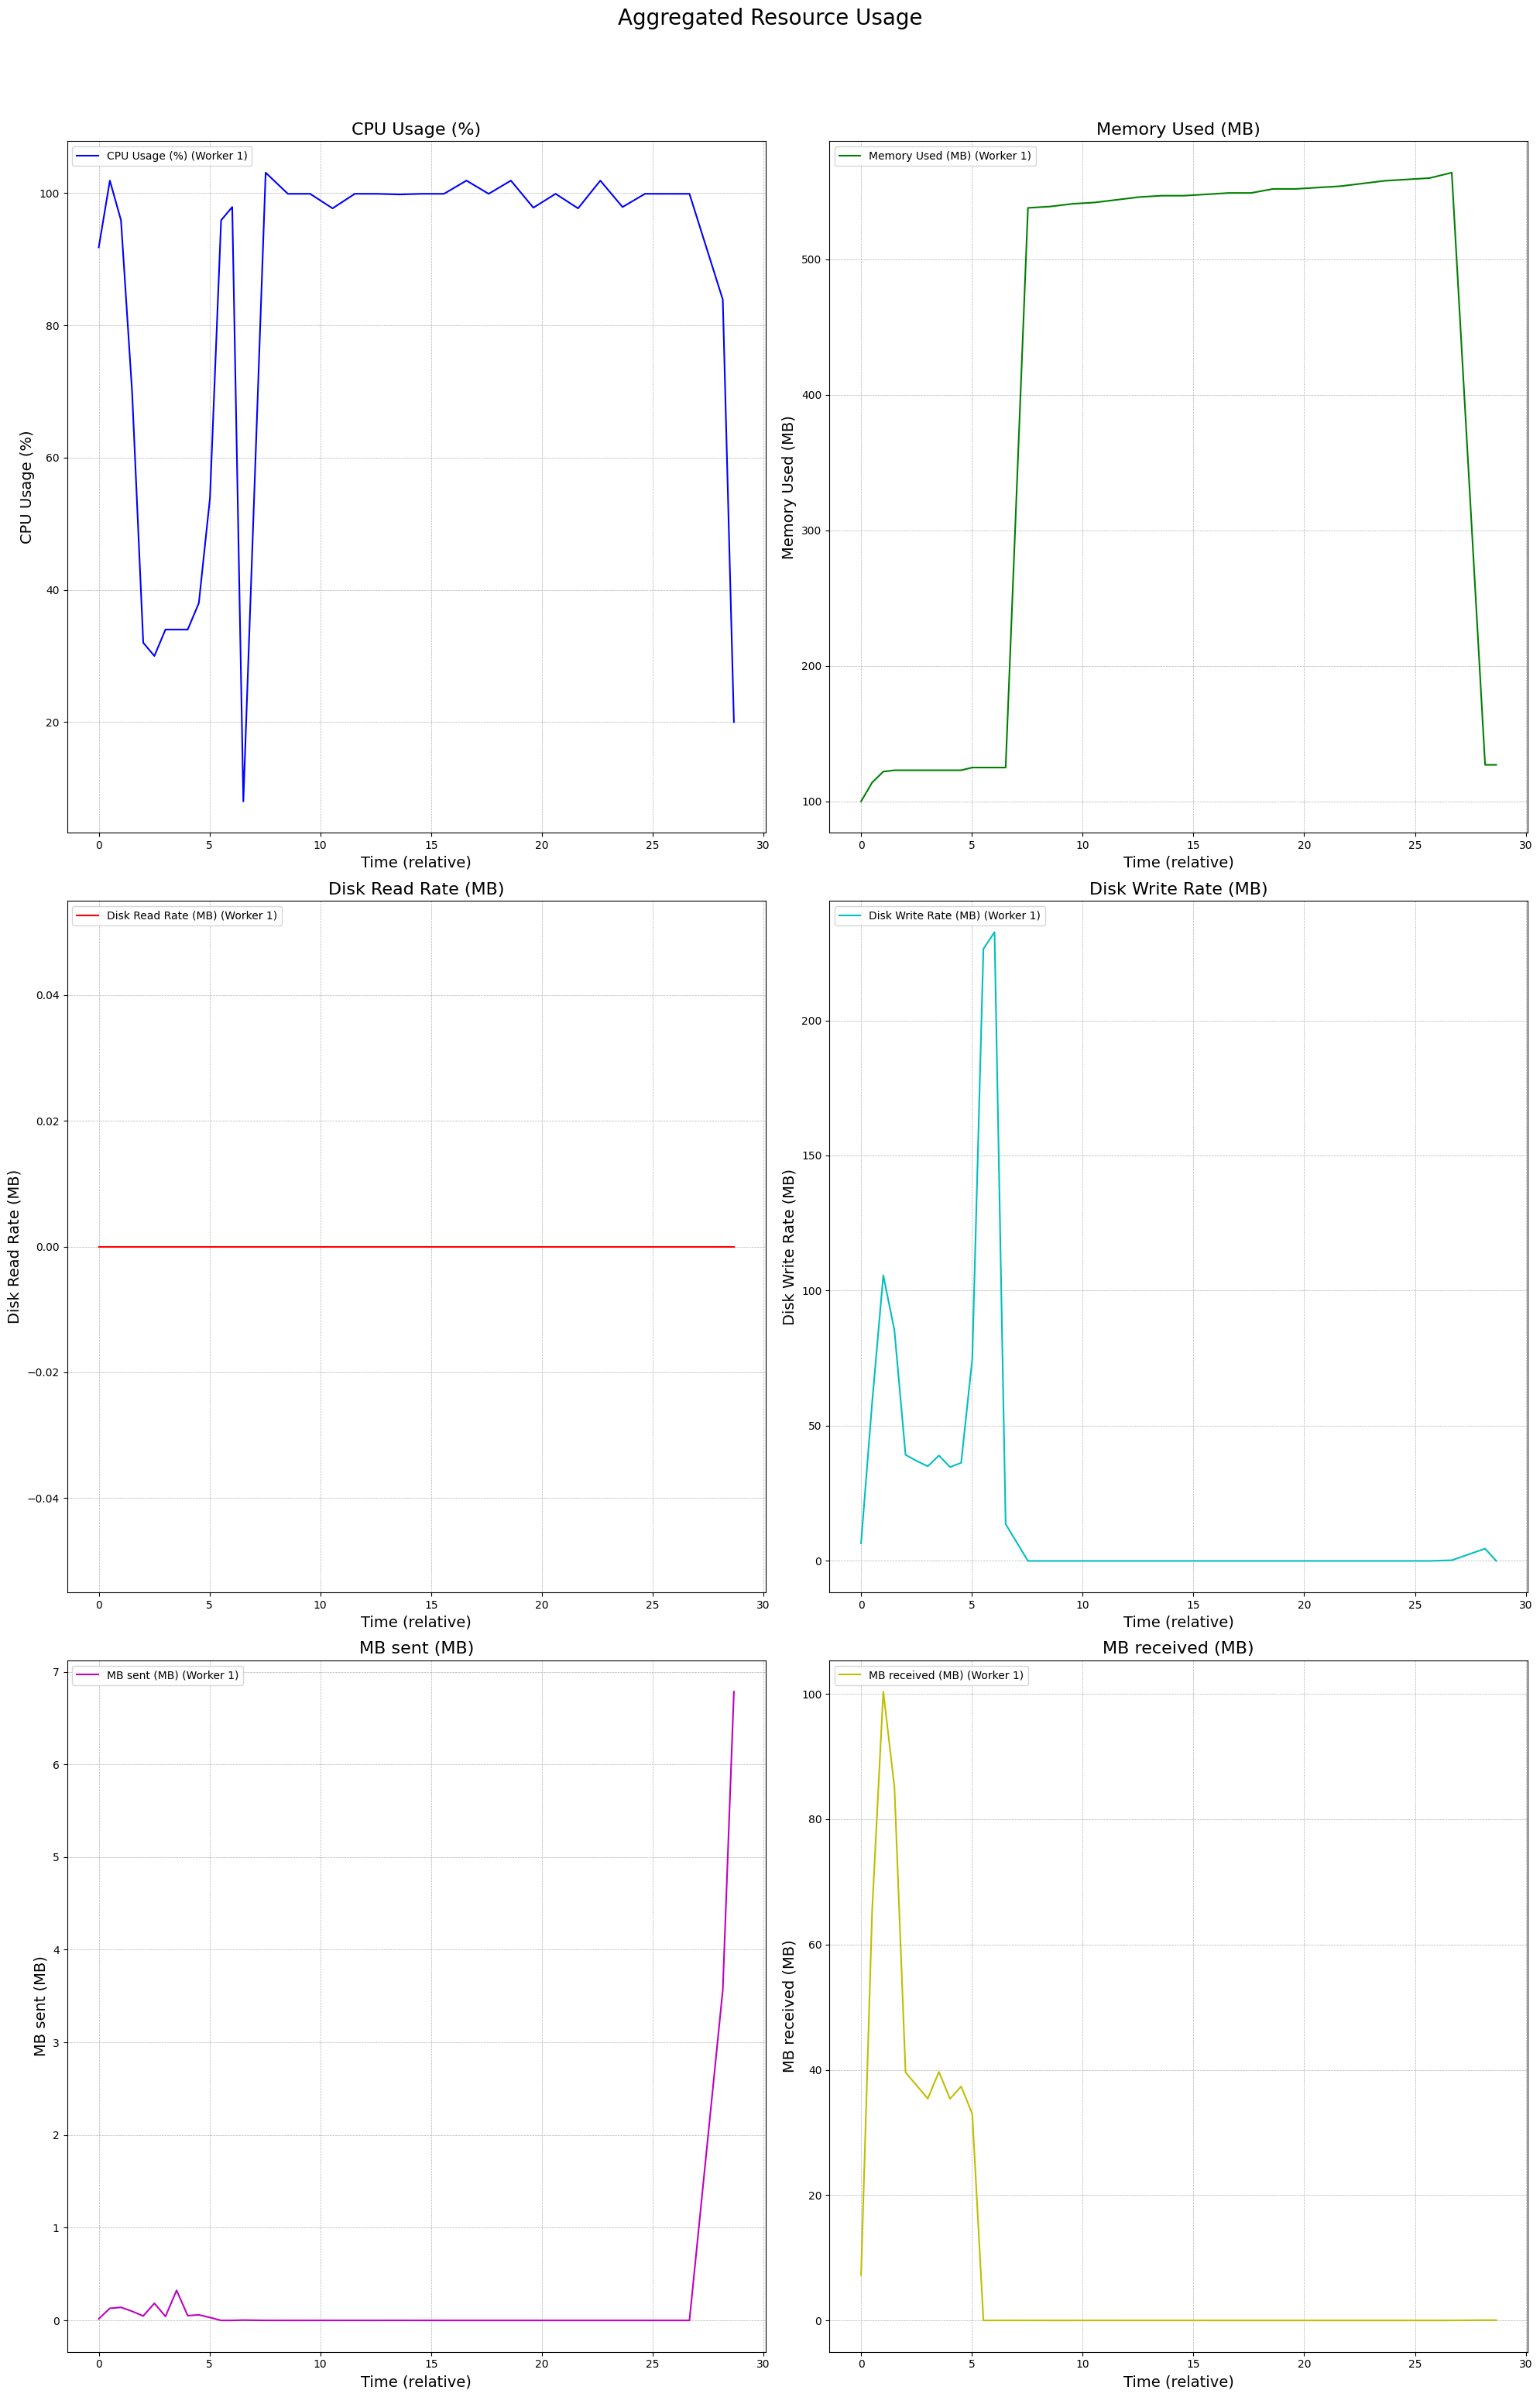 Aggregated Resource Usage
CPU Usage (%)
CPU Usage (%) (Worker 1)
CPU Usage (%)
100
80
60
40
20
0 5 10 15 20 25 30
Time (relative)
Memory Used (MB)
Memory Used (MB) (Worker 1)
Memory Used (MB)
500
400
300
200
100
0 5 10 15 20 25 30
Time (relative)
Disk Read Rate (MB)
Disk Read Rate (MB) (Worker 1)
Disk Read Rate (MB)
0.04
0.02
0.00
−0.02
−0.04
0 5 10 15 20 25 30
Time (relative)
Disk Write Rate (MB)
Disk Write Rate (MB) (Worker 1)
Disk Write Rate (MB)
200
150
100
50
0
0 5 10 15 20 25 30
Time (relative)
MB sent (MB)
MB sent (MB) (Worker 1)
MB sent (MB)
7
6
5
4
3
2
1
0
0 5 10 15 20 25 30
Time (relative)
MB received (MB)
MB received (MB) (Worker 1)
MB received (MB)
100
80
60
40
20
0
0 5 10 15 20 25 30
Time (relative)